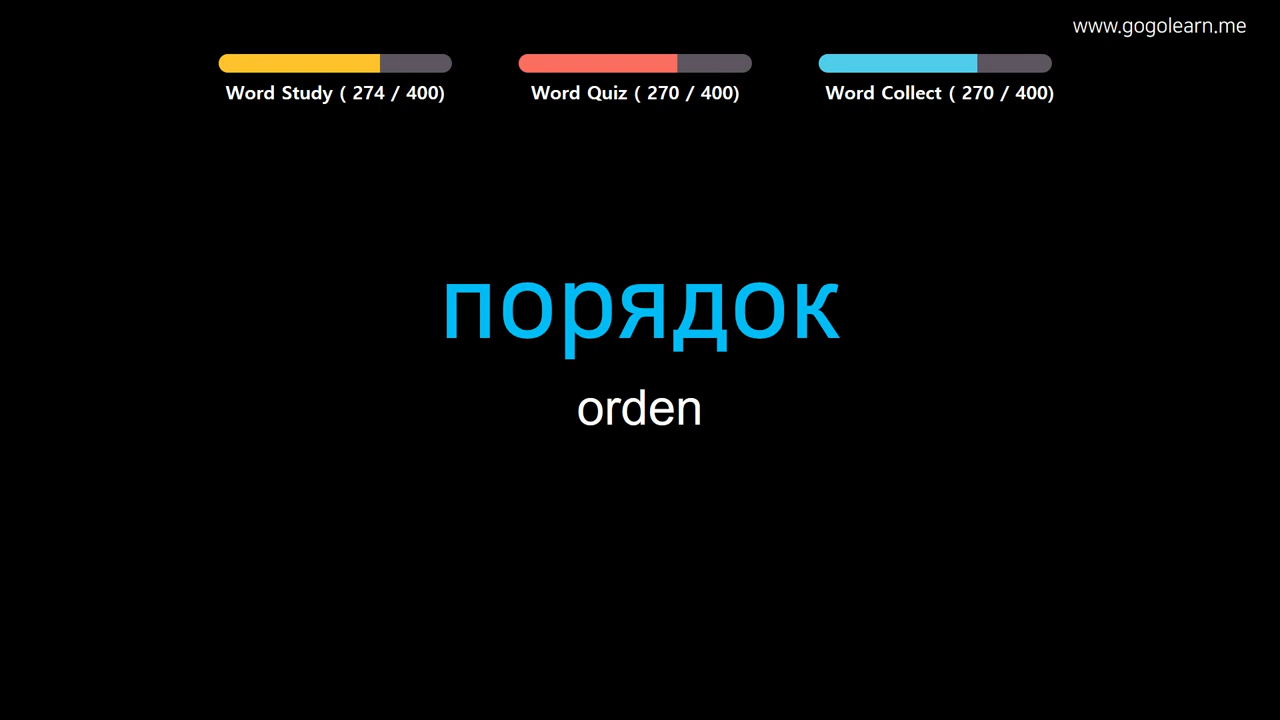 www.gogolearn.me
Word Study ( 274 / 400)
Word Quiz ( 270 / 400)
Word Collect ( 270 / 400)
порядок
orden